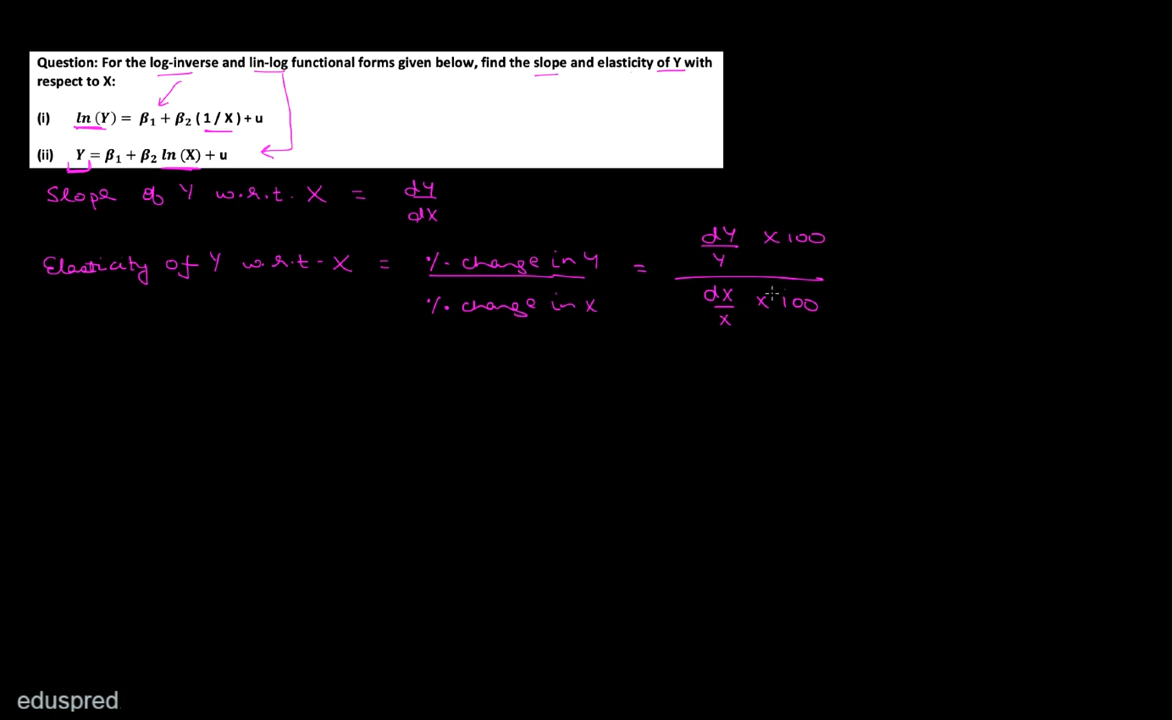 Question: For the log-inverse and lin-log functional forms given below, find the slope and elasticity of Y with
respect to X:
(i) ln (Y) = β₁ + β₂ ( 1 / X ) + u
(ii) Y = β₁ + β₂ ln (X) + u
Slope of Y w.r.t. X = dY/dX
Elasticity of Y w.r.t - X = % change in Y / % change in X = dY/Y × 100 / dX/X × 100
eduspred